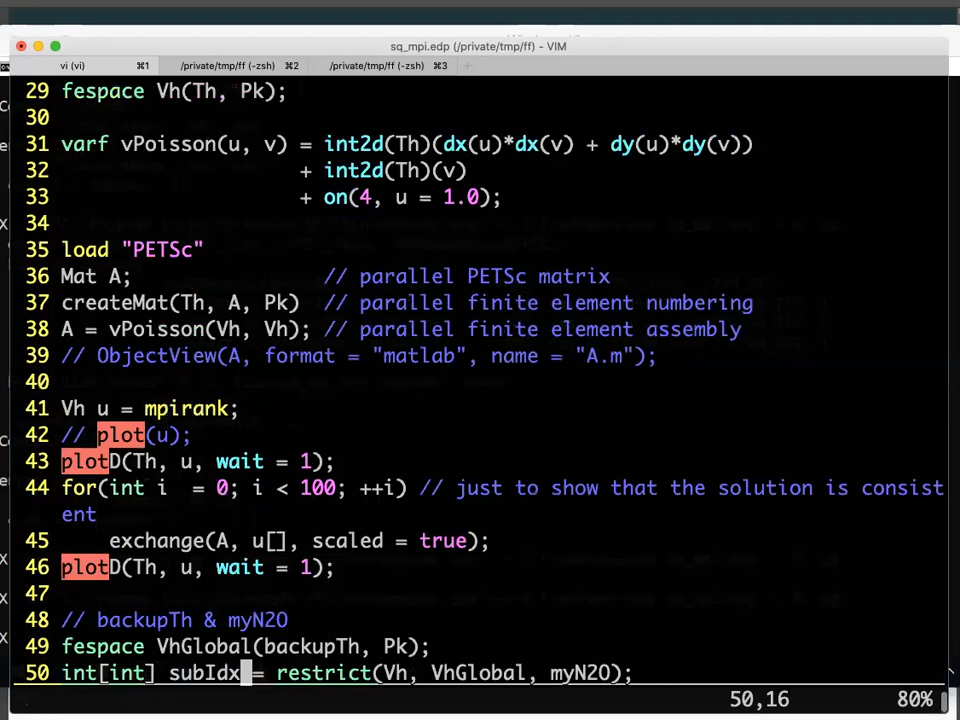 sq_mpi.edp (/private/tmp/ff) - VIM
vi (vi) ⌘1 /private/tmp/ff (-zsh) ⌘2 /private/tmp/ff (-zsh) ⌘3 +
29 fespace Vh(Th, Pk);
30
31 varf vPoisson(u, v) = int2d(Th)(dx(u)*dx(v) + dy(u)*dy(v))
32                     + int2d(Th)(v)
33                     + on(4, u = 1.0);
34
35 load "PETSc"
36 Mat A;                // parallel PETSc matrix
37 createMat(Th, A, Pk)  // parallel finite element numbering
38 A = vPoisson(Vh, Vh); // parallel finite element assembly
39 // ObjectView(A, format = "matlab", name = "A.m");
40
41 Vh u = mpirank;
42 // plot(u);
43 plotD(Th, u, wait = 1);
44 for(int i  = 0; i < 100; ++i) // just to show that the solution is consist
ent
45     exchange(A, u[], scaled = true);
46 plotD(Th, u, wait = 1);
47
48 // backupTh & myN2O
49 fespace VhGlobal(backupTh, Pk);
50 int[int] subIdx = restrict(Vh, VhGlobal, myN2O);
50,16 80%